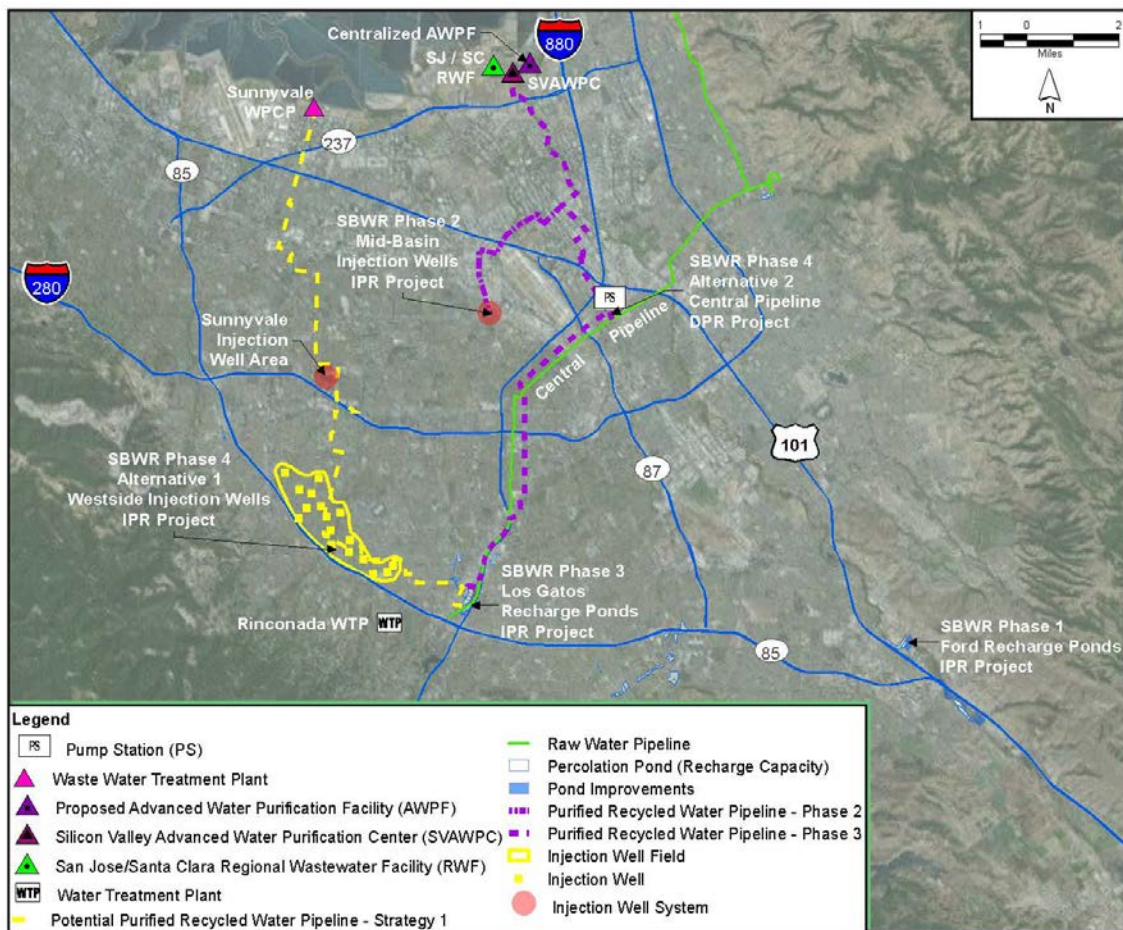 Centralized AWPF
880
1 0 2
Miles
N
SJ / SC
RWF
SVAWPC
Sunnyvale
WPCP
237
85
SBWR Phase 2
Mid-Basin
Injection Wells
IPR Project
SBWR Phase 4
Alternative 2
Central Pipeline
DPR Project
280
PS
Sunnyvale
Injection
Well Area
Central Pipeline
101
87
SBWR Phase 4
Alternative 1
Westside Injection Wells
IPR Project
SBWR Phase 3
Los Gatos
Recharge Ponds
IPR Project
Rinconada WTP
WTP
85
SBWR Phase 1
Ford Recharge Ponds
IPR Project
Legend
PS Pump Station (PS)
Waste Water Treatment Plant
Proposed Advanced Water Purification Facility (AWPF)
Silicon Valley Advanced Water Purification Center (SVAWPC)
San Jose/Santa Clara Regional Wastewater Facility (RWF)
WTP Water Treatment Plant
Potential Purified Recycled Water Pipeline - Strategy 1
Raw Water Pipeline
Percolation Pond (Recharge Capacity)
Pond Improvements
Purified Recycled Water Pipeline - Phase 2
Purified Recycled Water Pipeline - Phase 3
Injection Well Field
Injection Well
Injection Well System